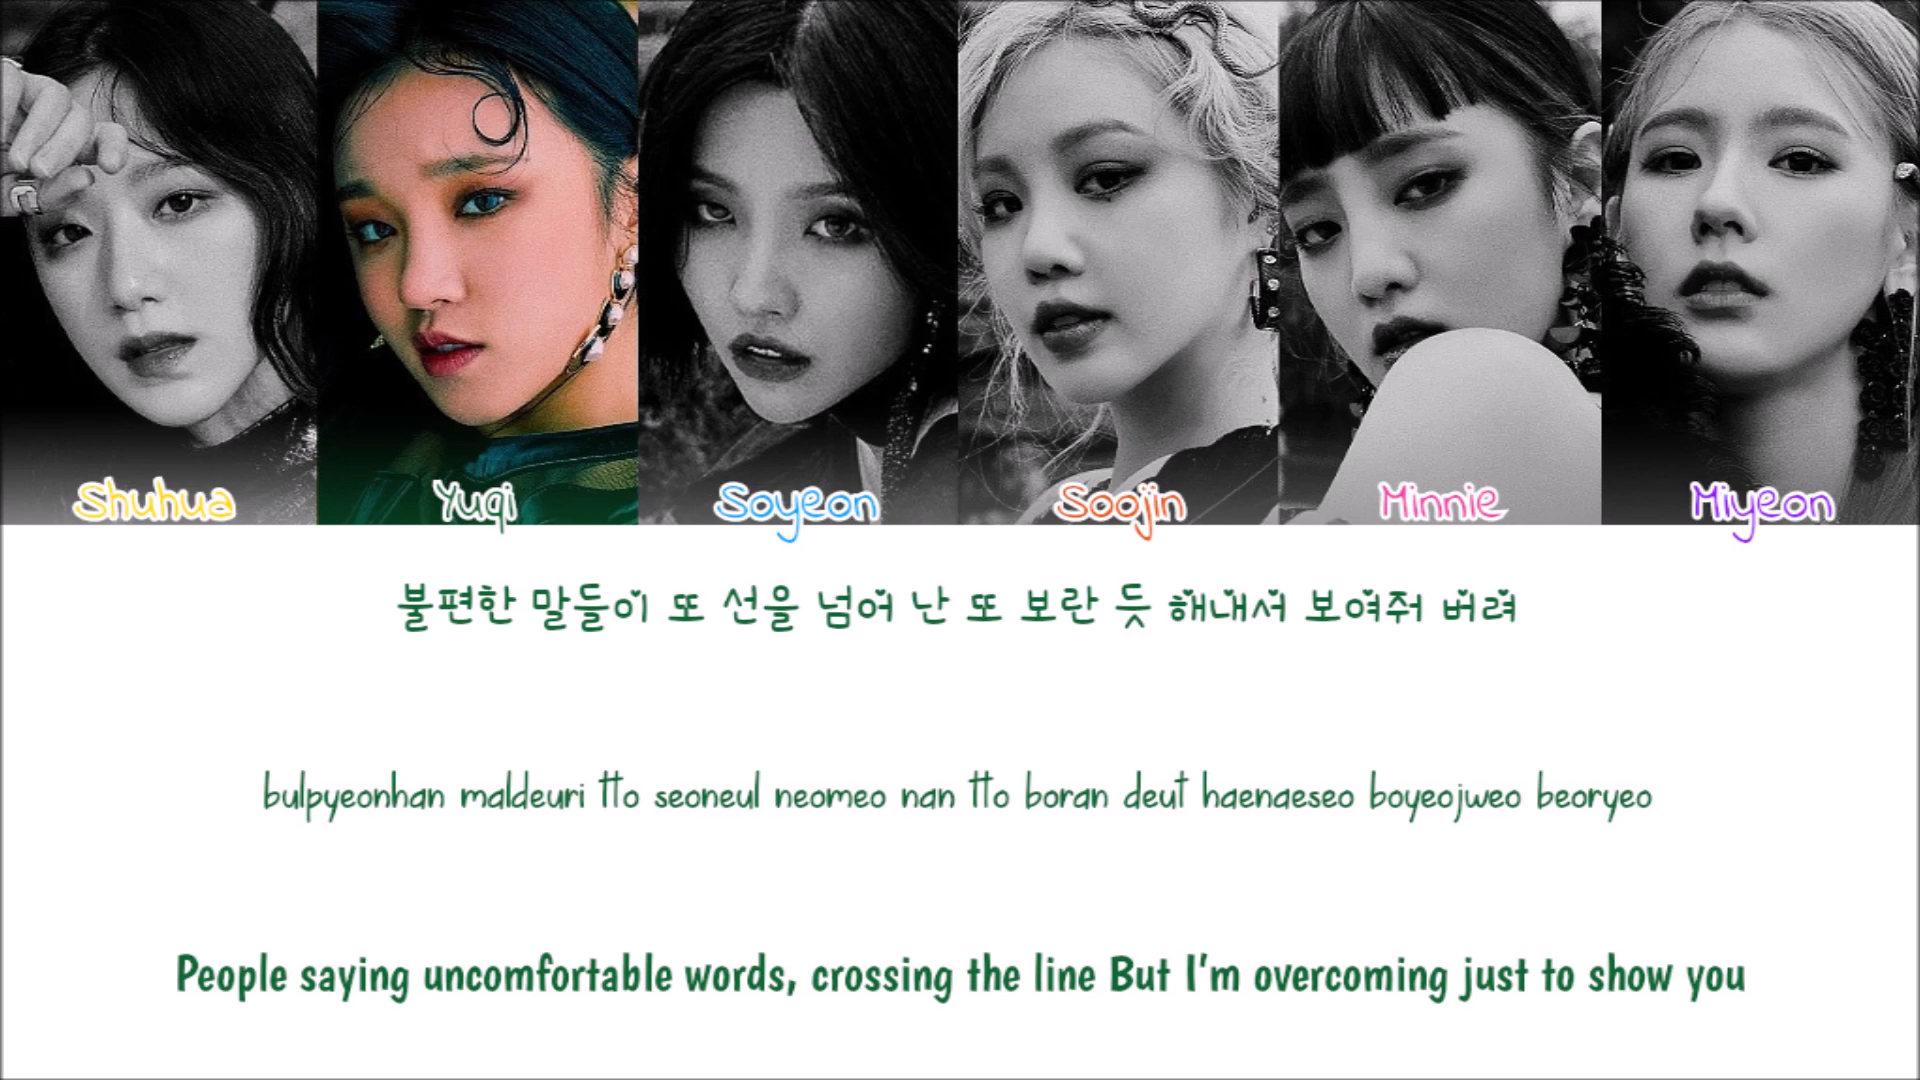 Shuhua Yuqi Soyeon Soojin Minnie Miyeon
불편한 말들이 또 선을 넘어 난 또 보란 듯 해내서 보여줘 버려
bulpyeonhan maldeuri tto seoneul neomeo nan tto boran deut haenaeseo boyeojweo beoryeo
People saying uncomfortable words, crossing the line But I'm overcoming just to show you